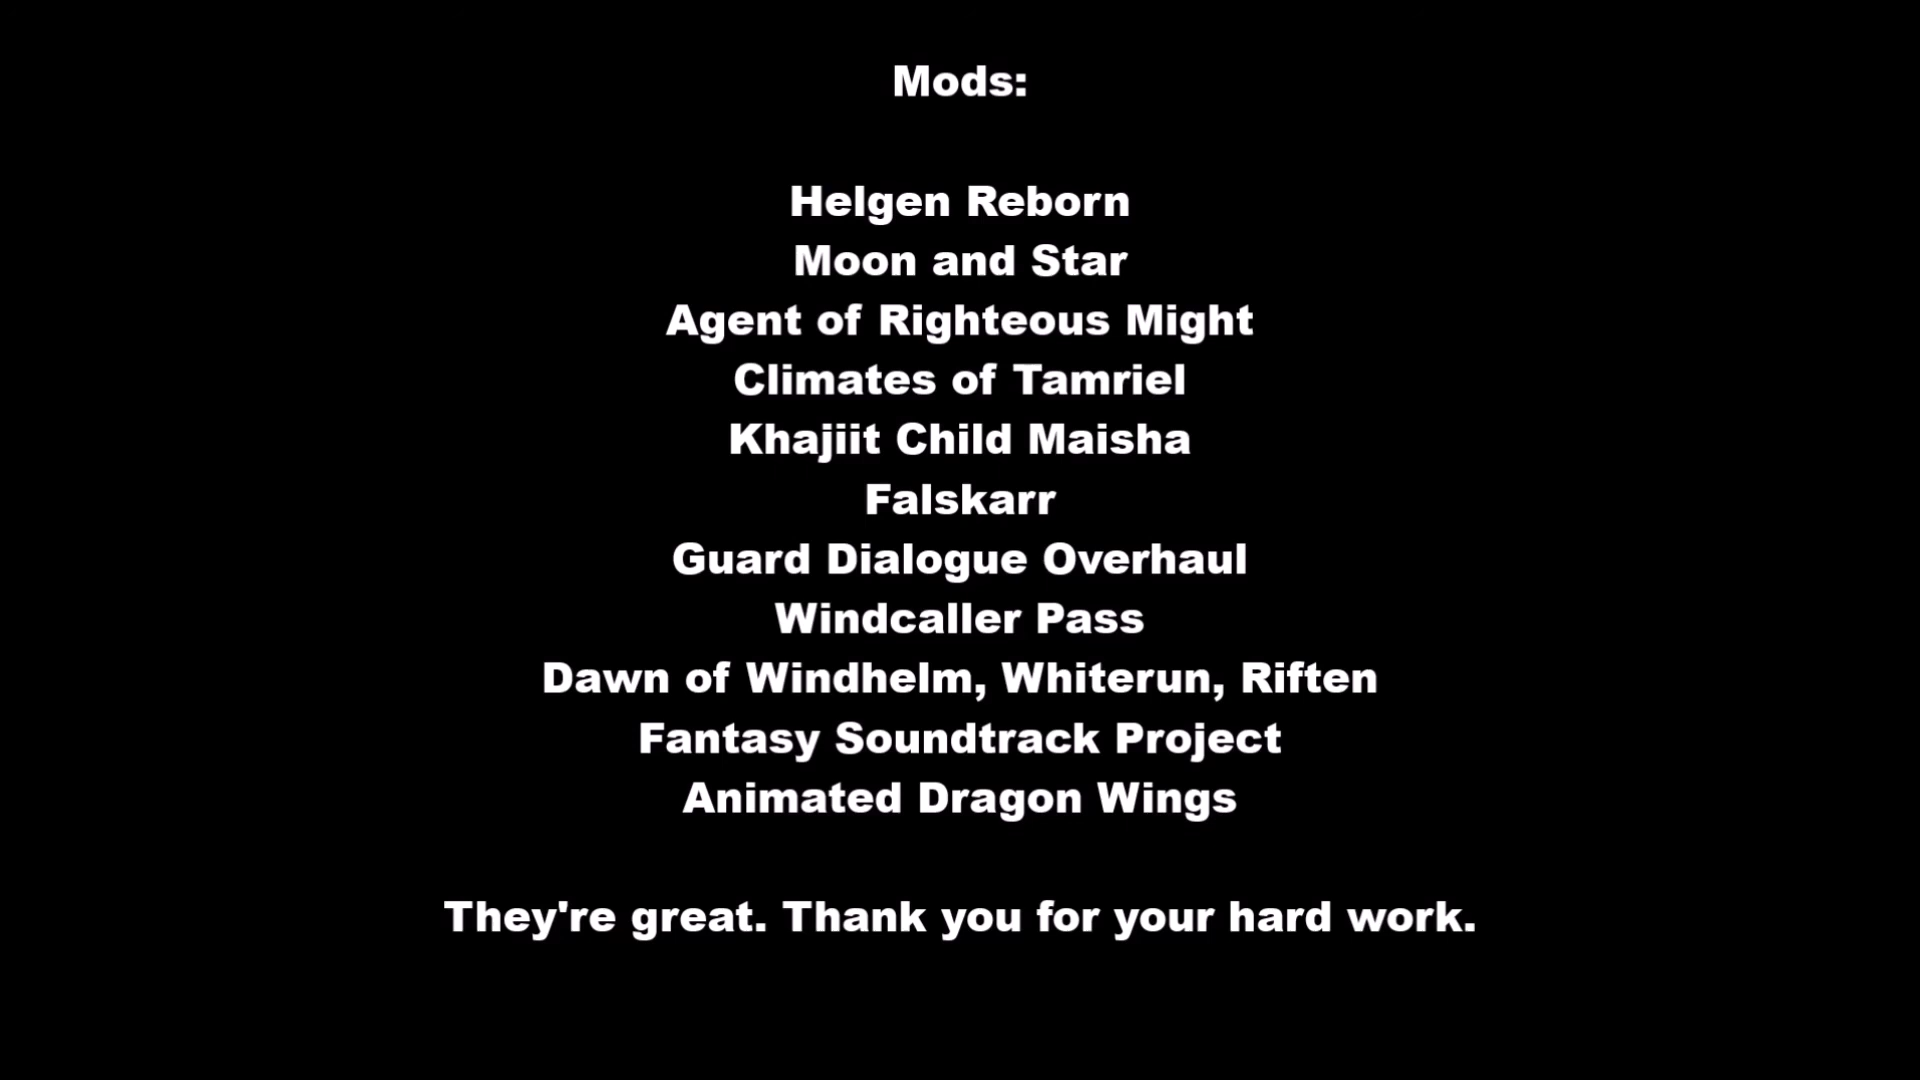 Mods:
Helgen Reborn
Moon and Star
Agent of Righteous Might
Climates of Tamriel
Khajiit Child Maisha
Falskarr
Guard Dialogue Overhaul
Windcaller Pass
Dawn of Windhelm, Whiterun, Riften
Fantasy Soundtrack Project
Animated Dragon Wings
They're great. Thank you for your hard work.